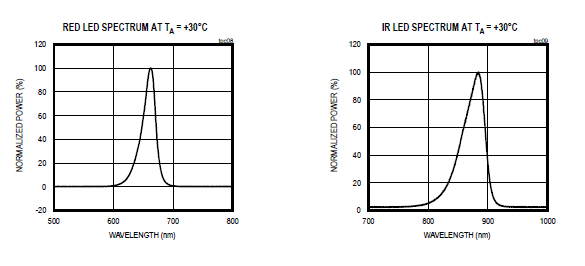 RED LED SPECTRUM AT TA = +30°C
toc08
120
100
80
60
40
20
0
-20
NORMALIZED POWER (%)
500 600 700 800
WAVELENGTH (nm)
IR LED SPECTRUM AT TA = +30°C
toc09
120
100
80
60
40
20
0
NORMALIZED POWER (%)
700 800 900 1000
WAVELENGTH (nm)